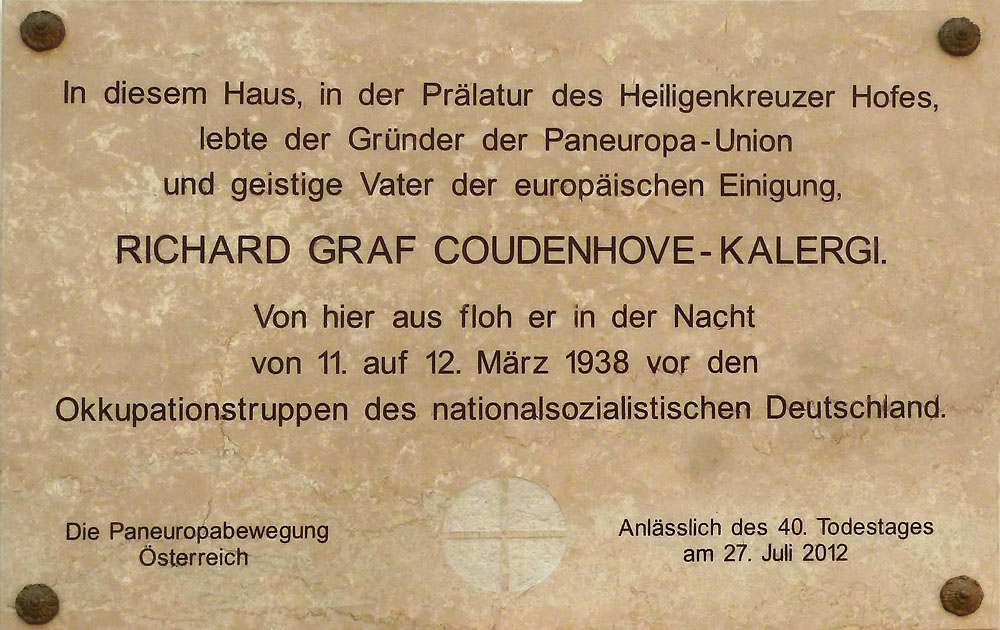 In diesem Haus, in der Prälatur des Heiligenkreuzer Hofes,
lebte der Gründer der Paneuropa-Union
und geistige Vater der europäischen Einigung,
RICHARD GRAF COUDENHOVE-KALERGI.
Von hier aus floh er in der Nacht
von 11. auf 12. März 1938 vor den
Okkupationstruppen des nationalsozialistischen Deutschland.
Die Paneuropabewegung
Österreich
Anlässlich des 40. Todestages
am 27. Juli 2012